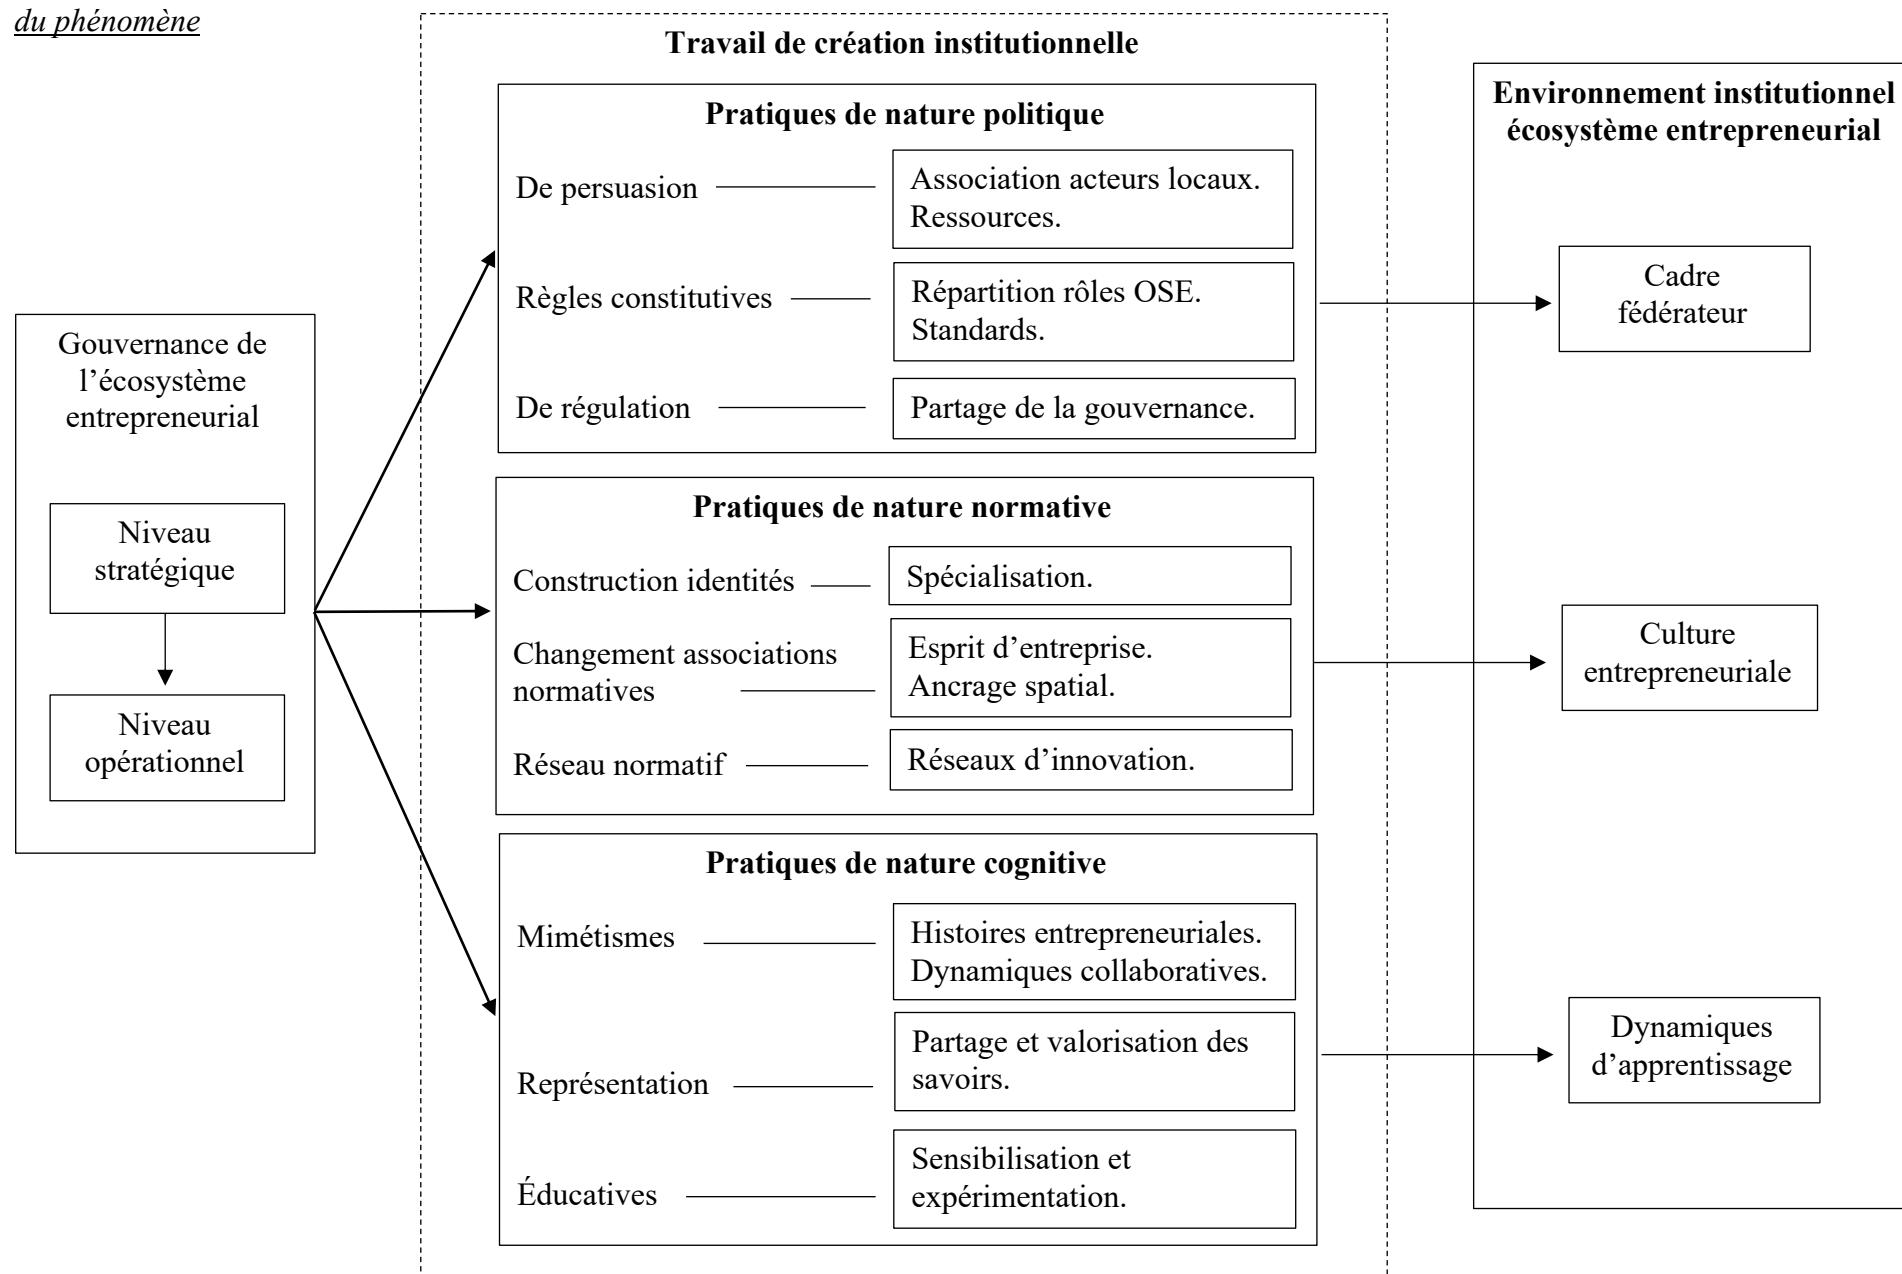 du phénomène
Travail de création institutionnelle
Gouvernance de
l’écosystème
entrepreneurial
Niveau
stratégique
Niveau
opérationnel
Pratiques de nature politique
De persuasion
Association acteurs locaux.
Ressources.
Règles constitutives
Répartition rôles OSE.
Standards.
De régulation
Partage de la gouvernance.
Pratiques de nature normative
Construction identités
Spécialisation.
Changement associations
normatives
Esprit d’entreprise.
Ancrage spatial.
Réseau normatif
Réseaux d’innovation.
Pratiques de nature cognitive
Mimétismes
Histoires entrepreneuriales.
Dynamiques collaboratives.
Représentation
Partage et valorisation des
savoirs.
Éducatives
Sensibilisation et
expérimentation.
Environnement institutionnel
écosystème entrepreneurial
Cadre
fédérateur
Culture
entrepreneuriale
Dynamiques
d’apprentissage